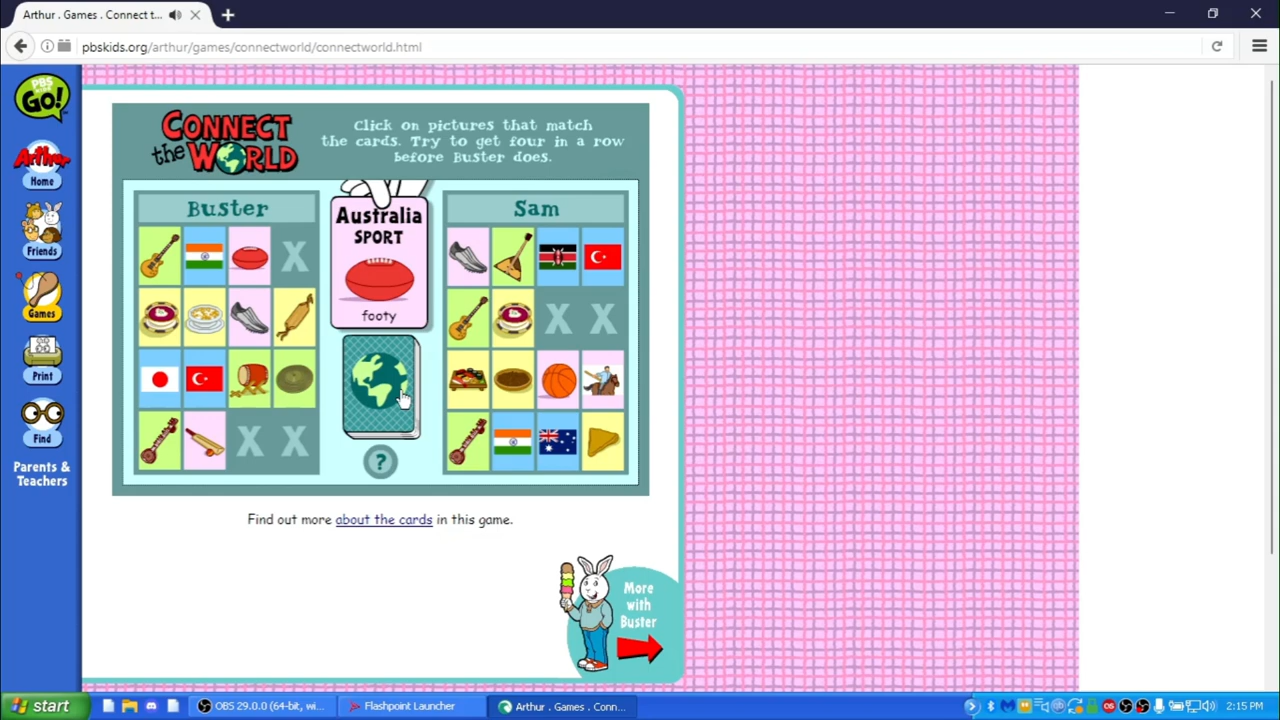 Arthur . Games . Connect t...
pbskids.org/arthur/games/connectworld/connectworld.html
PBS KIDS GO!
Arthur
Home
Friends
Games
Print
Find
Parents &
Teachers
CONNECT
the WORLD
Click on pictures that match
the cards. Try to get four in a row
before Buster does.
Buster
X
X X
Australia
SPORT
footy
?
Sam
X X
Find out more about the cards in this game.
More
with
Buster
start
OBS 29.0.0 (64-bit, wi...
Flashpoint Launcher
Arthur . Games . Conn...
2:15 PM